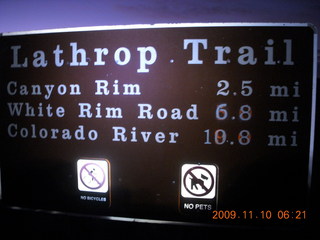 Lathrop Trail
Canyon Rim 2.5 mi
White Rim Road 6.8 mi
Colorado River 10.8 mi
NO BICYCLES
NO PETS
2009.11.10 06:21